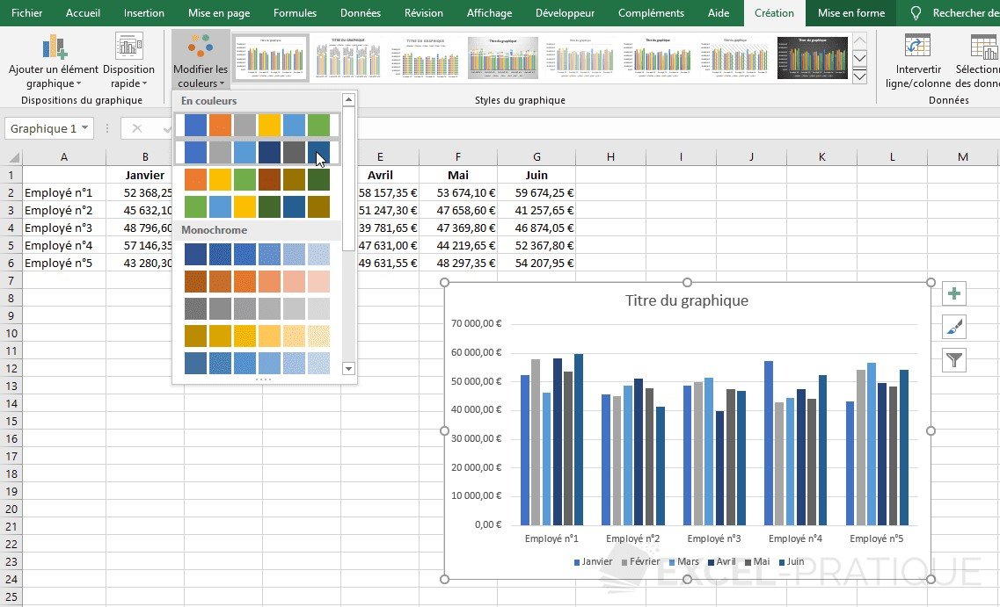 Fichier Accueil Insertion Mise en page Formules Données Révision Affichage Développeur Compléments Aide Création Mise en forme Rechercher de
Ajouter un élément graphique
Disposition rapide
Modifier les couleurs
Intervertir ligne/colonne
Sélectionn des donn
Dispositions du graphique Styles du graphique Données
Graphique 1
En couleurs
Monochrome
A B E F G H I J K L M
1 Janvier Avril Mai Juin
2 Employé n°1 52 368,25 58 157,35 € 53 674,10 € 59 674,25 €
3 Employé n°2 45 632,10 51 247,30 € 47 658,60 € 41 257,65 €
4 Employé n°3 48 796,60 39 781,65 € 47 369,80 € 46 874,05 €
5 Employé n°4 57 146,35 47 631,00 € 44 219,65 € 52 367,80 €
6 Employé n°5 43 280,30 49 631,55 € 48 297,35 € 54 207,95 €
7
8
9
10
11
12
13
14
15
16
17
18
19
20
21
22
23
24
25
Titre du graphique
70 000,00 €
60 000,00 €
50 000,00 €
40 000,00 €
30 000,00 €
20 000,00 €
10 000,00 €
0,00 €
Employé n°1 Employé n°2 Employé n°3 Employé n°4 Employé n°5
Janvier Février Mars Avril Mai Juin
EXCEL-PRATIQUE